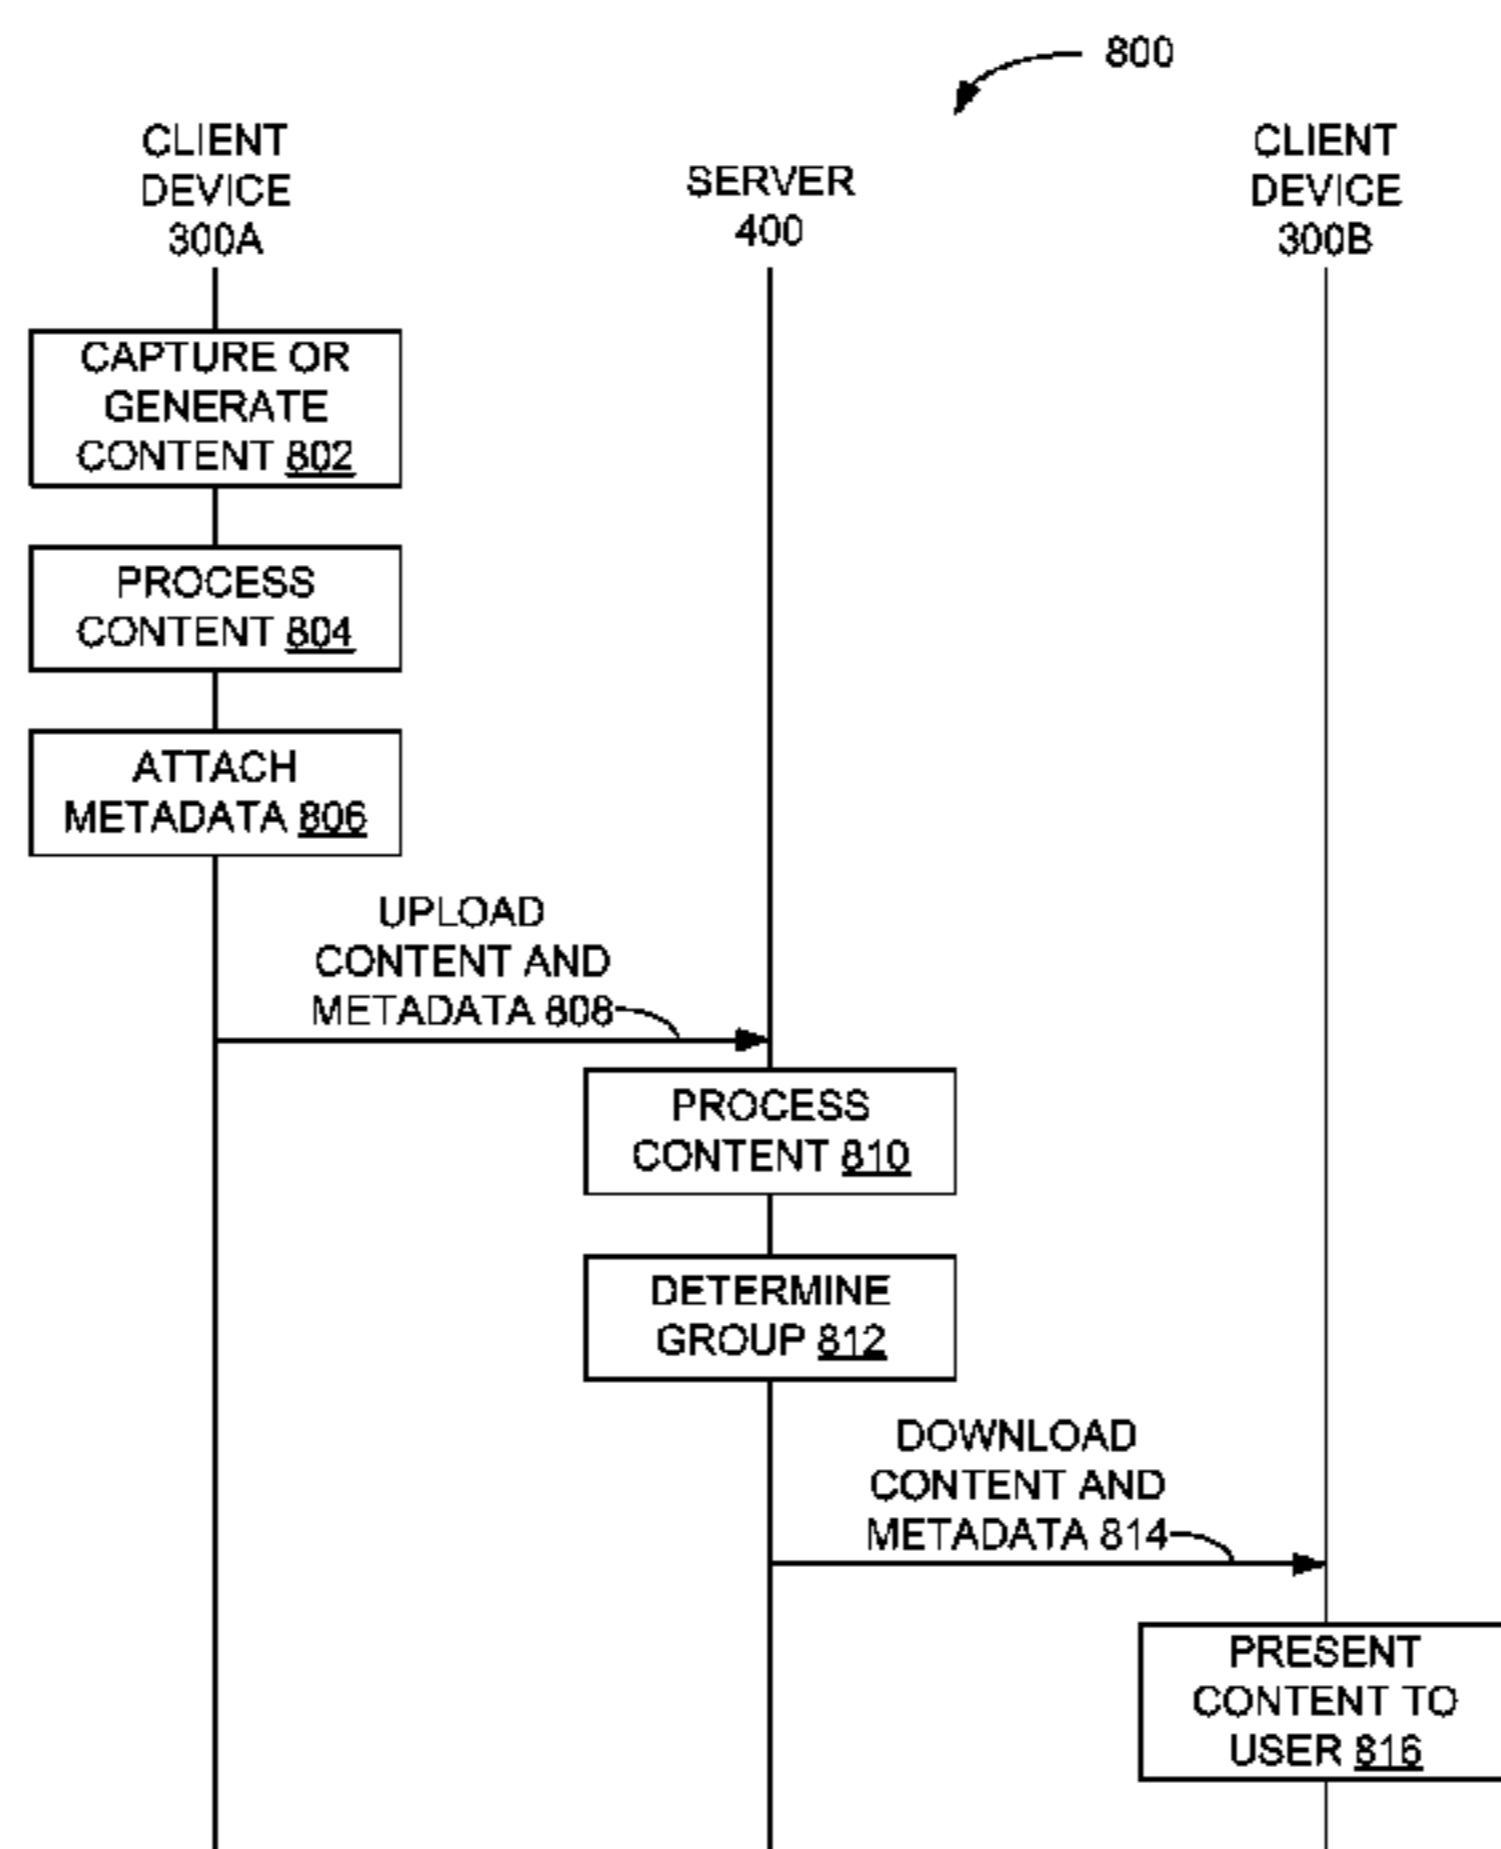 800
CLIENT
DEVICE
300A
SERVER
400
CLIENT
DEVICE
300B
CAPTURE OR
GENERATE
CONTENT 802
PROCESS
CONTENT 804
ATTACH
METADATA 806
UPLOAD
CONTENT AND
METADATA 808
PROCESS
CONTENT 810
DETERMINE
GROUP 812
DOWNLOAD
CONTENT AND
METADATA 814
PRESENT
CONTENT TO
USER 816